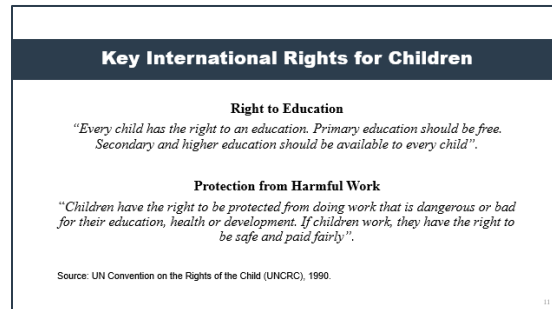 Key International Rights for Children
Right to Education
“Every child has the right to an education. Primary education should be free.
Secondary and higher education should be available to every child”.
Protection from Harmful Work
“Children have the right to be protected from doing work that is dangerous or bad
for their education, health or development. If children work, they have the right to
be safe and paid fairly”.
Source: UN Convention on the Rights of the Child (UNCRC), 1990.
11